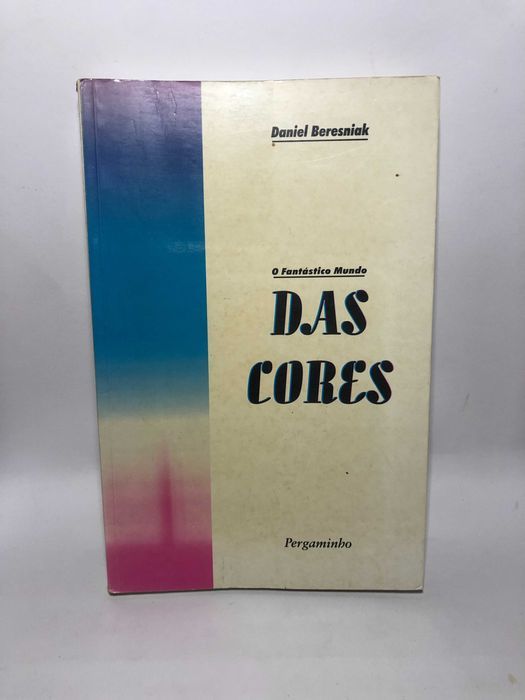 Daniel Beresniak
O Fantástico Mundo
DAS
CORES
Pergaminho